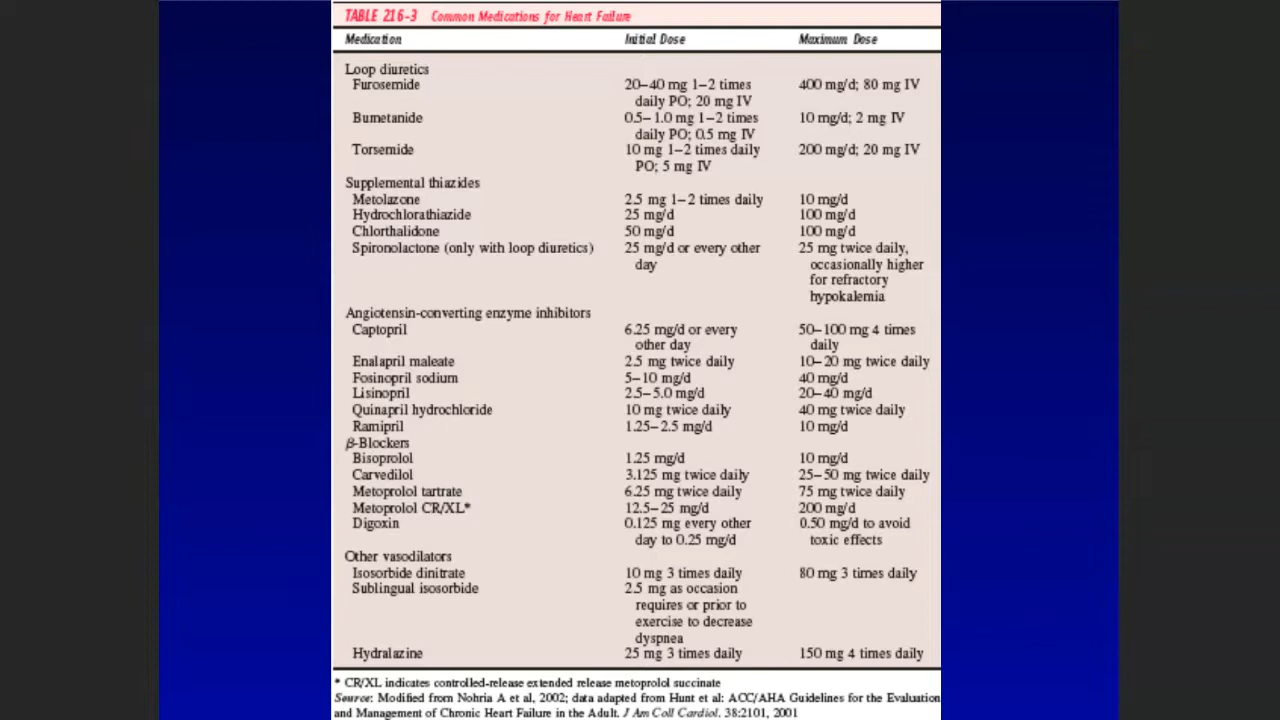 TABLE 216-3 Common Medications for Heart Failure
Medication Initial Dose Maximum Dose
Loop diuretics
Furosemide 20–40 mg 1–2 times 400 mg/d; 80 mg IV
daily PO; 20 mg IV
Bumetanide 0.5–1.0 mg 1–2 times 10 mg/d; 2 mg IV
daily PO; 0.5 mg IV
Torsemide 10 mg 1–2 times daily 200 mg/d; 20 mg IV
PO; 5 mg IV
Supplemental thiazides
Metolazone 2.5 mg 1–2 times daily 10 mg/d
Hydrochlorathiazide 25 mg/d 100 mg/d
Chlorthalidone 50 mg/d 100 mg/d
Spironolactone (only with loop diuretics) 25 mg/d or every other 25 mg twice daily,
day occasionally higher
for refractory
hypokalemia
Angiotensin-converting enzyme inhibitors
Captopril 6.25 mg/d or every 50–100 mg 4 times
other day daily
Enalapril maleate 2.5 mg twice daily 10–20 mg twice daily
Fosinopril sodium 5–10 mg/d 40 mg/d
Lisinopril 2.5–5.0 mg/d 20–40 mg/d
Quinapril hydrochloride 10 mg twice daily 40 mg twice daily
Ramipril 1.25–2.5 mg/d 10 mg/d
β-Blockers
Bisoprolol 1.25 mg/d 10 mg/d
Carvedilol 3.125 mg twice daily 25–50 mg twice daily
Metoprolol tartrate 6.25 mg twice daily 75 mg twice daily
Metoprolol CR/XL* 12.5–25 mg/d 200 mg/d
Digoxin 0.125 mg every other 0.50 mg/d to avoid
day to 0.25 mg/d toxic effects
Other vasodilators
Isosorbide dinitrate 10 mg 3 times daily 80 mg 3 times daily
Sublingual isosorbide 2.5 mg as occasion
requires or prior to
exercise to decrease
dyspnea
Hydralazine 25 mg 3 times daily 150 mg 4 times daily
* CR/XL indicates controlled-release extended release metoprolol succinate
Source: Modified from Nohria A et al, 2002; data adapted from Hunt et al: ACC/AHA Guidelines for the Evaluation
and Management of Chronic Heart Failure in the Adult. J Am Coll Cardiol. 38:2101, 2001